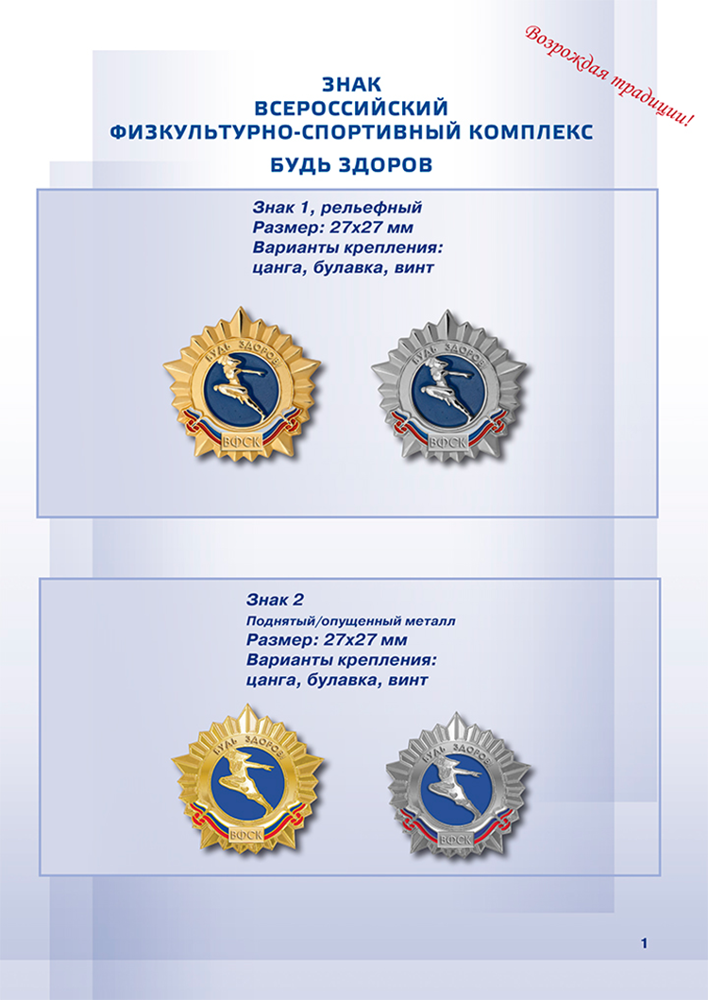 Возрождая традиции!
ЗНАК
ВСЕРОССИЙСКИЙ
ФИЗКУЛЬТУРНО-СПОРТИВНЫЙ КОМПЛЕКС
БУДЬ ЗДОРОВ
Знак 1, рельефный
Размер: 27х27 мм
Варианты крепления:
цанга, булавка, винт
БУДЬ ЗДОРОВ
ВФСК
БУДЬ ЗДОРОВ
ВФСК
Знак 2
Поднятый/опущенный металл
Размер: 27х27 мм
Варианты крепления:
цанга, булавка, винт
БУДЬ ЗДОРОВ
ВФСК
БУДЬ ЗДОРОВ
ВФСК
1